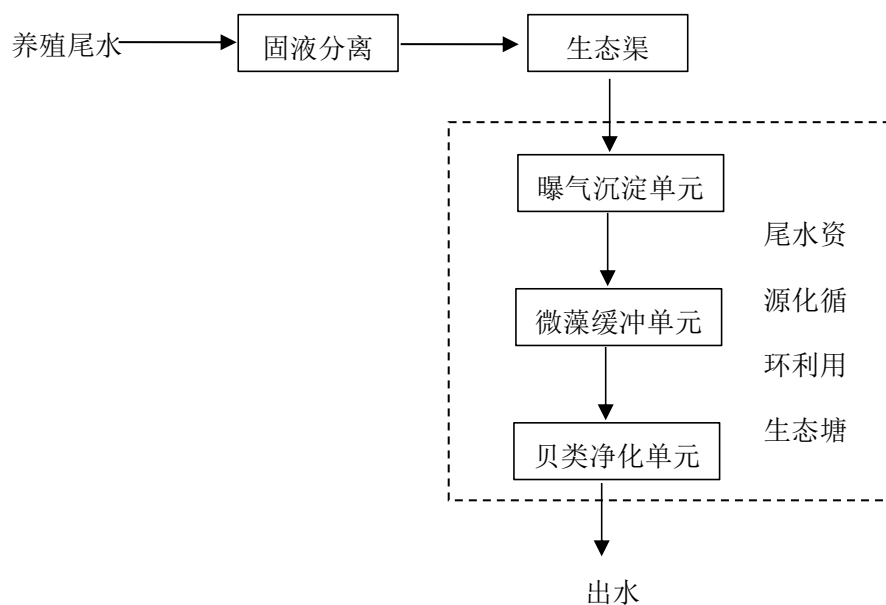 养殖尾水
固液分离
生态渠
曝气沉淀单元
尾水资
源化循
环利用
生态塘
微藻缓冲单元
贝类净化单元
出水